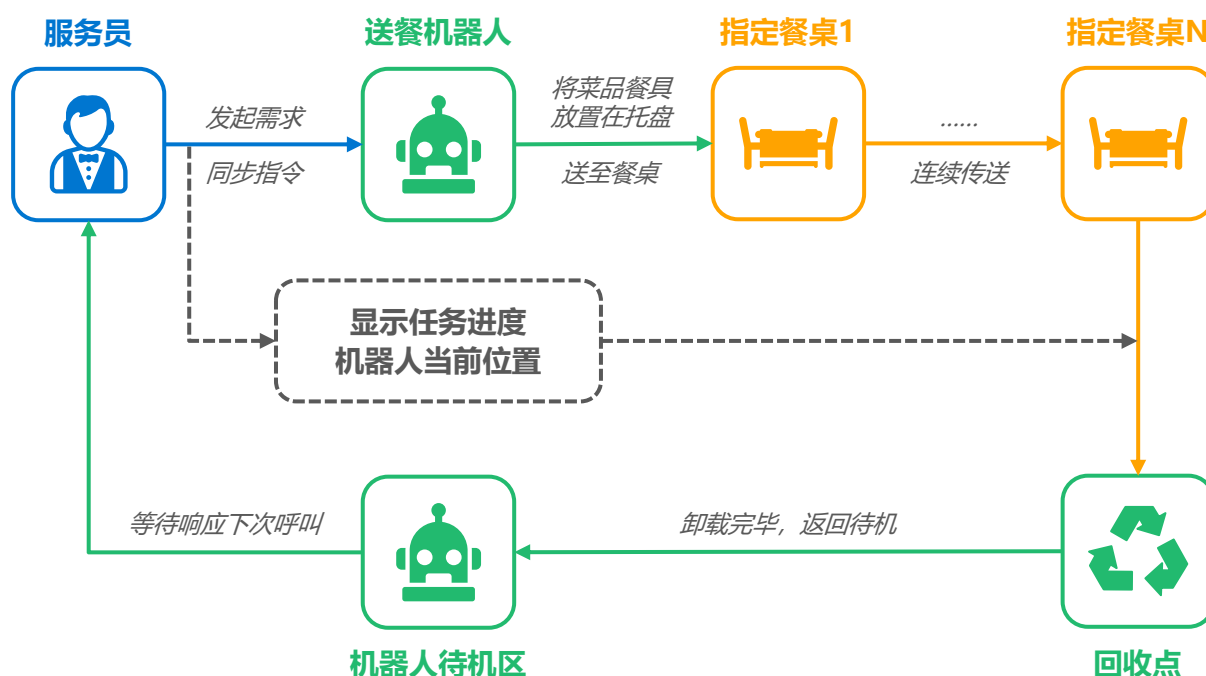 服务员
送餐机器人
指定餐桌1
指定餐桌N
发起需求
同步指令
将菜品餐具
放置在托盘
送至餐桌
......
连续传送
显示任务进度
机器人当前位置
等待响应下次呼叫
卸载完毕，返回待机
机器人待机区
回收点